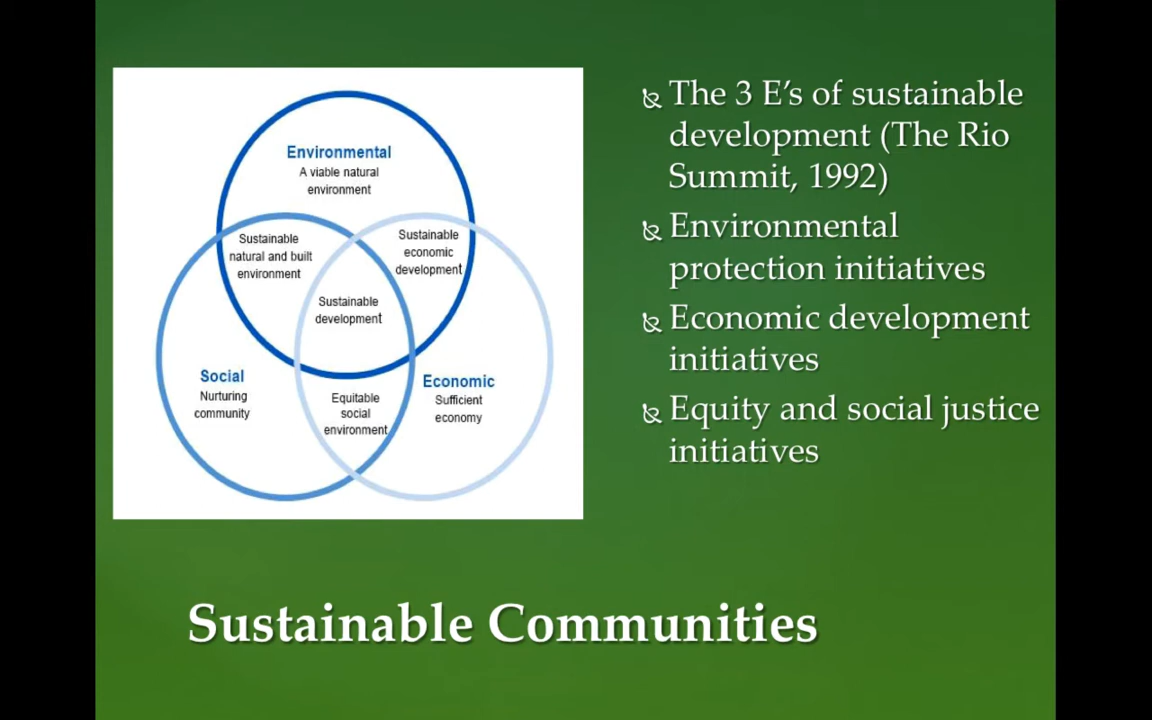 Environmental
A viable natural
environment
Sustainable
natural and built
environment
Sustainable
economic
development
Sustainable
development
Social
Nurturing
community
Equitable
social
environment
Economic
Sufficient
economy
The 3 E's of sustainable
development (The Rio
Summit, 1992)
Environmental
protection initiatives
Economic development
initiatives
Equity and social justice
initiatives
Sustainable Communities